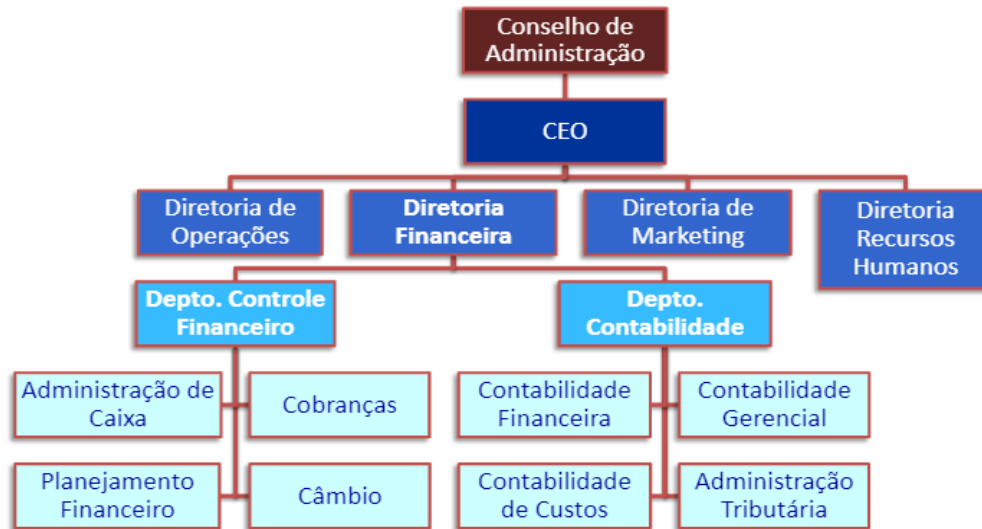 Conselho de
Administração
CEO
Diretoria de
Operações
Diretoria
Financeira
Diretoria de
Marketing
Diretoria
Recursos
Humanos
Depto. Controle
Financeiro
Depto.
Contabilidade
Administração de
Caixa
Cobranças
Contabilidade
Financeira
Contabilidade
Gerencial
Planejamento
Financeiro
Câmbio
Contabilidade
de Custos
Administração
Tributária